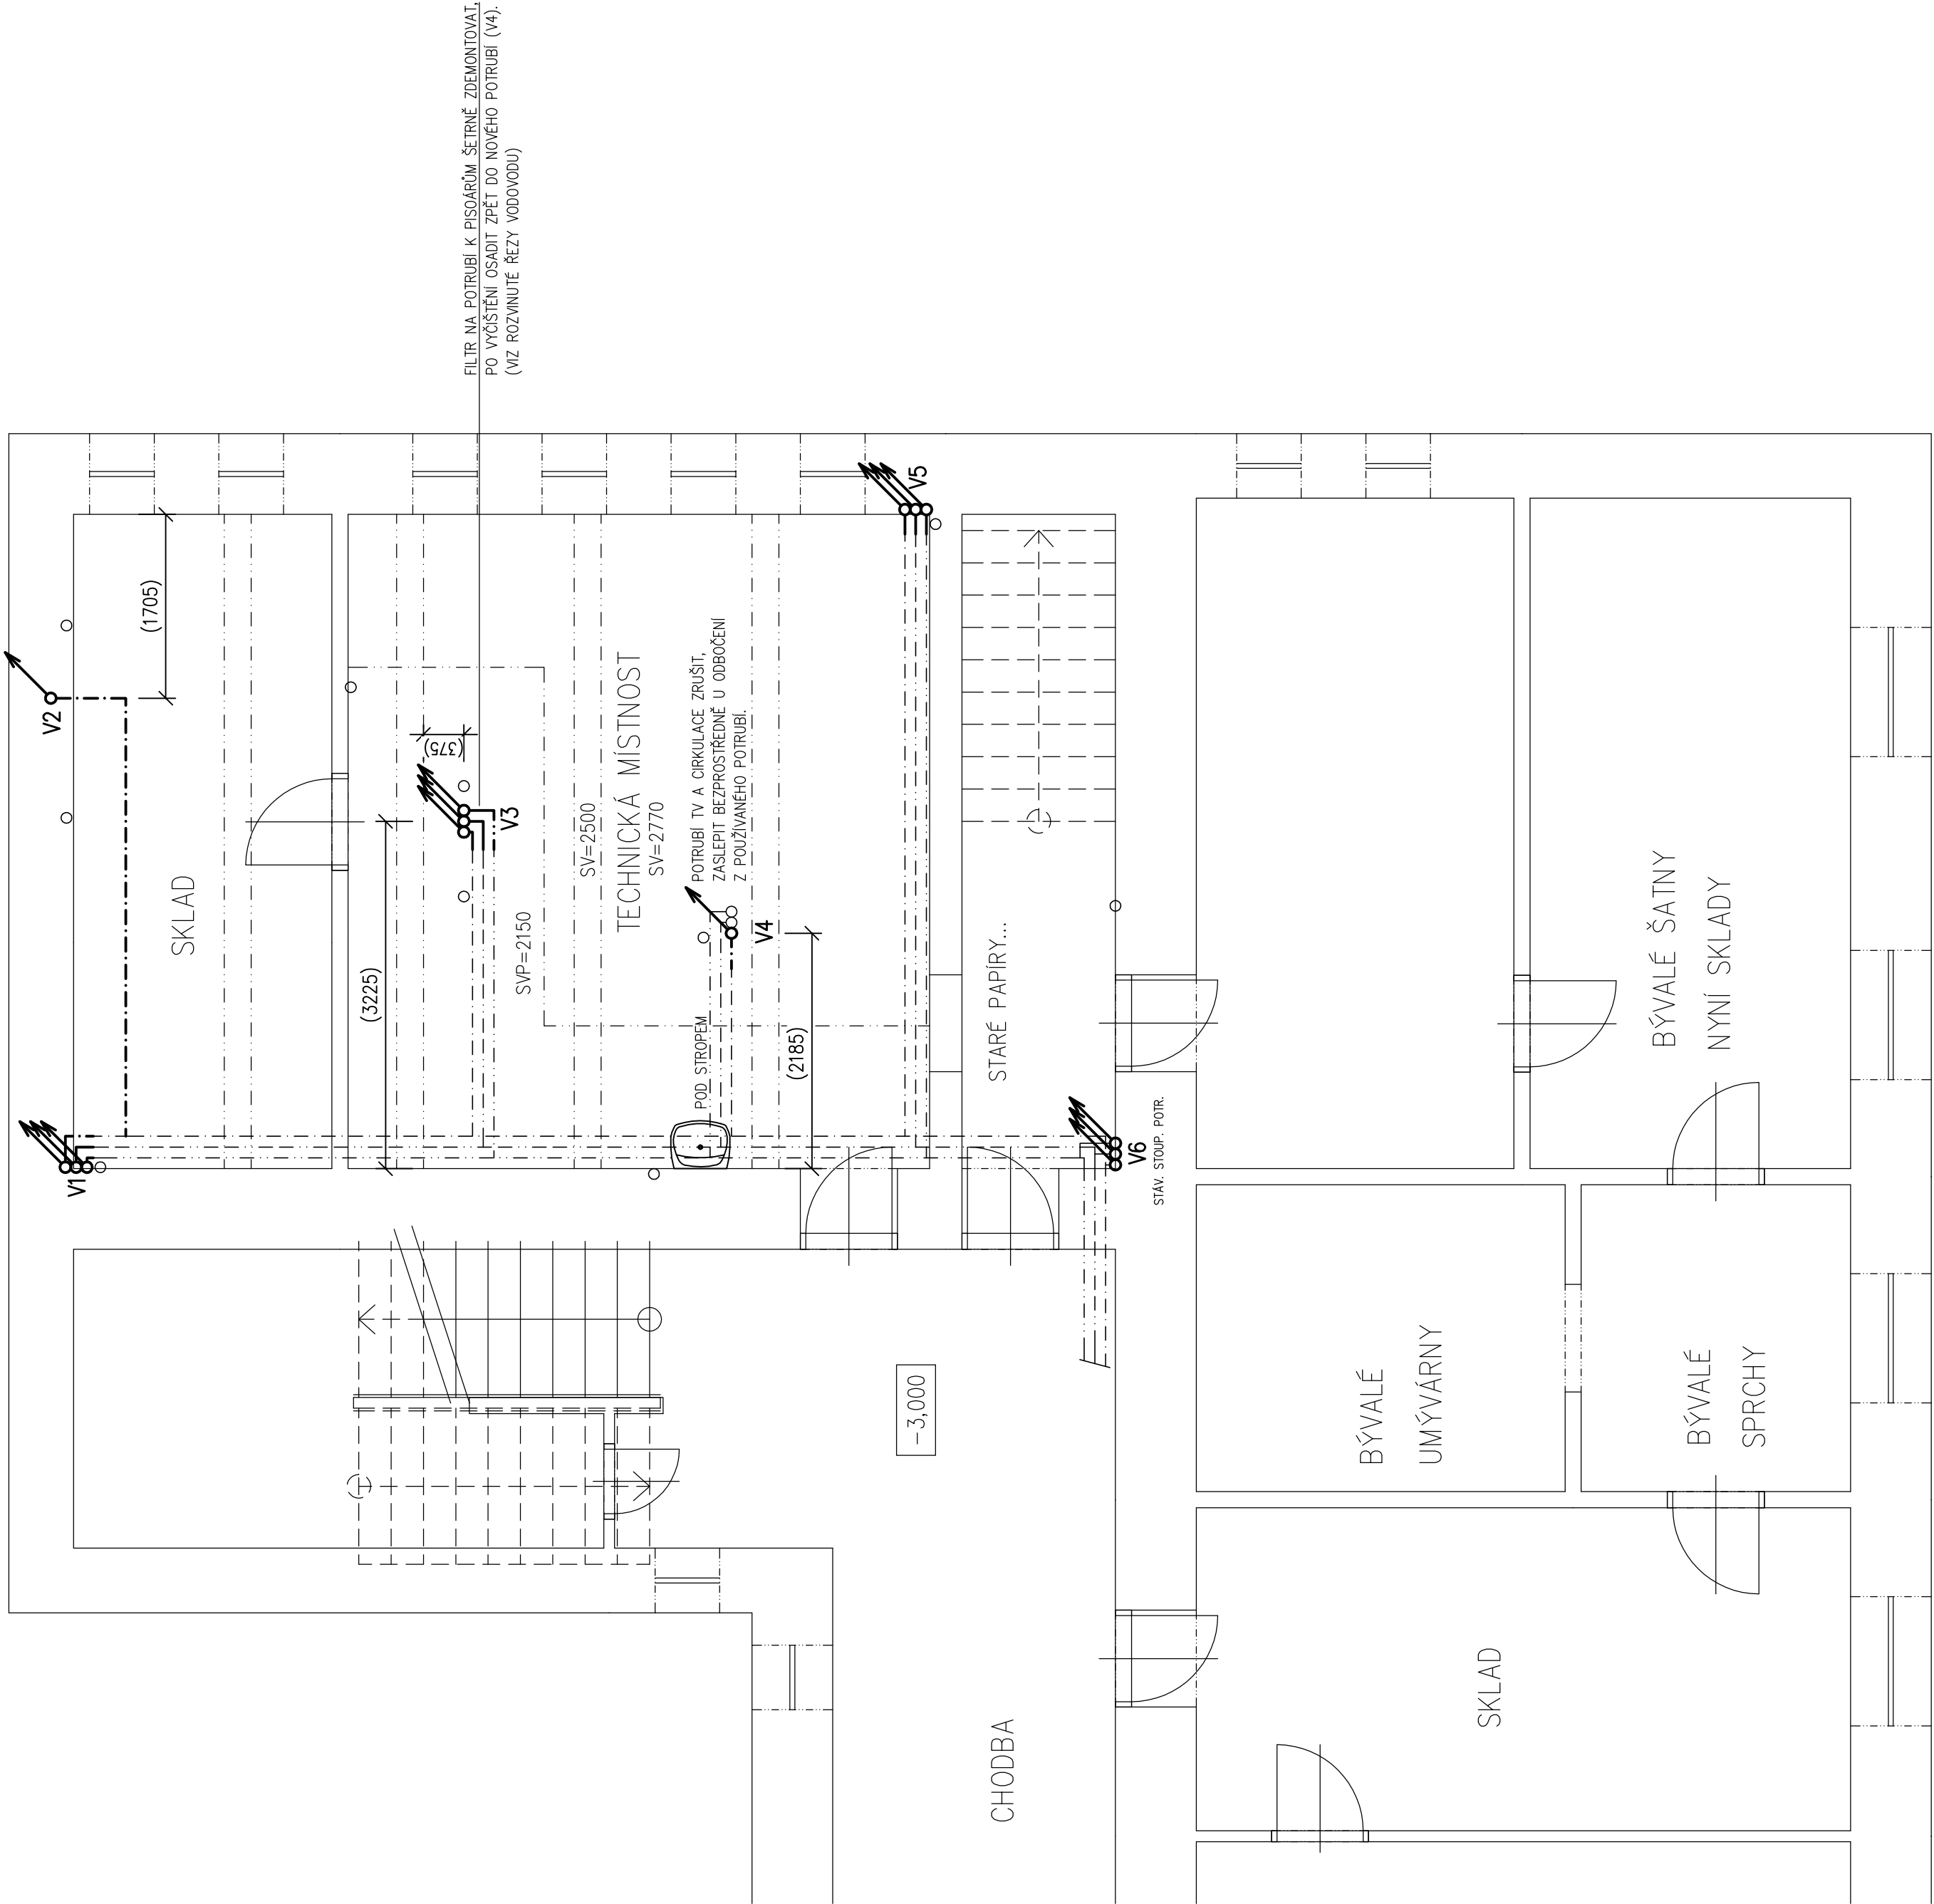 FILTR NA POTRUBÍ K PISOÁRŮM ŠETRNĚ ZDEMONTOVAT,
PO VYČIŠTĚNÍ OSADIT ZPĚT DO NOVÉHO POTRUBÍ (V4).
(VIZ ROZVINUTÉ ŘEZY VODOVODU)
V1
V2
(1705)
SKLAD
(3225)
(375)
V3
SVP=2150
SV=2500
TECHNICKÁ MÍSTNOST
SV=2770
POTRUBÍ TV A CIRKULACE ZRUŠIT,
ZASLEPIT BEZPROSTŘEDNĚ U ODBOČENÍ
Z POUŽÍVANÉHO POTRUBÍ.
POD STROPEM
V4
(2185)
V5
STARÉ PAPÍRY...
V6
STÁV. STOUP. POTR.
-3,000
CHODBA
BÝVALÉ
UMÝVÁRNY
SKLAD
BÝVALÉ ŠATNY
NYNÍ SKLADY
BÝVALÉ
SPRCHY